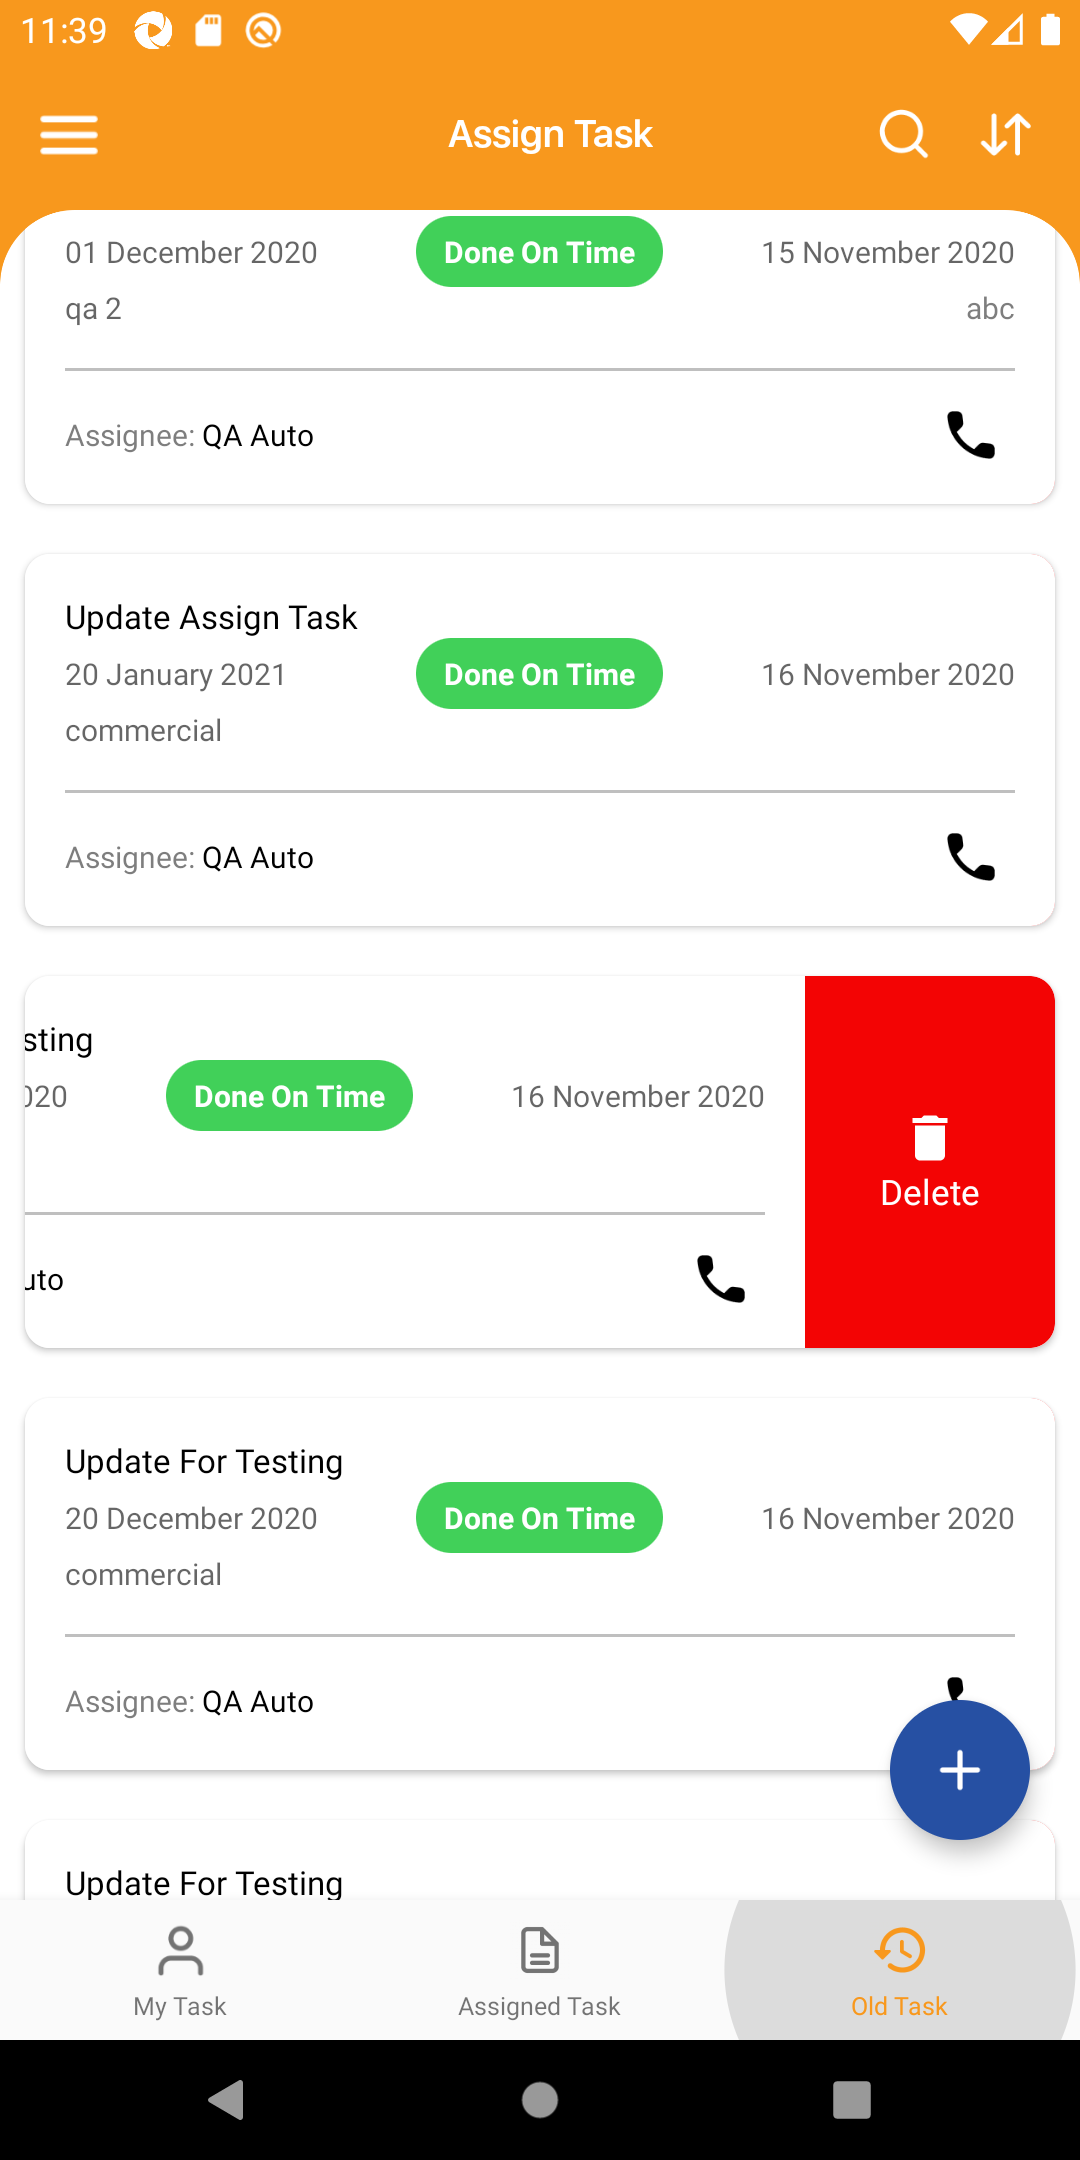 11:39
Assign Task
01 December 2020 Done On Time 15 November 2020
qa 2 abc
Assignee: QA Auto
Update Assign Task
20 January 2021 Done On Time 16 November 2020
commercial
Assignee: QA Auto
sting
020 Done On Time 16 November 2020
Delete
uto
Update For Testing
20 December 2020 Done On Time 16 November 2020
commercial
Assignee: QA Auto
Update For Testing
My Task Assigned Task Old Task